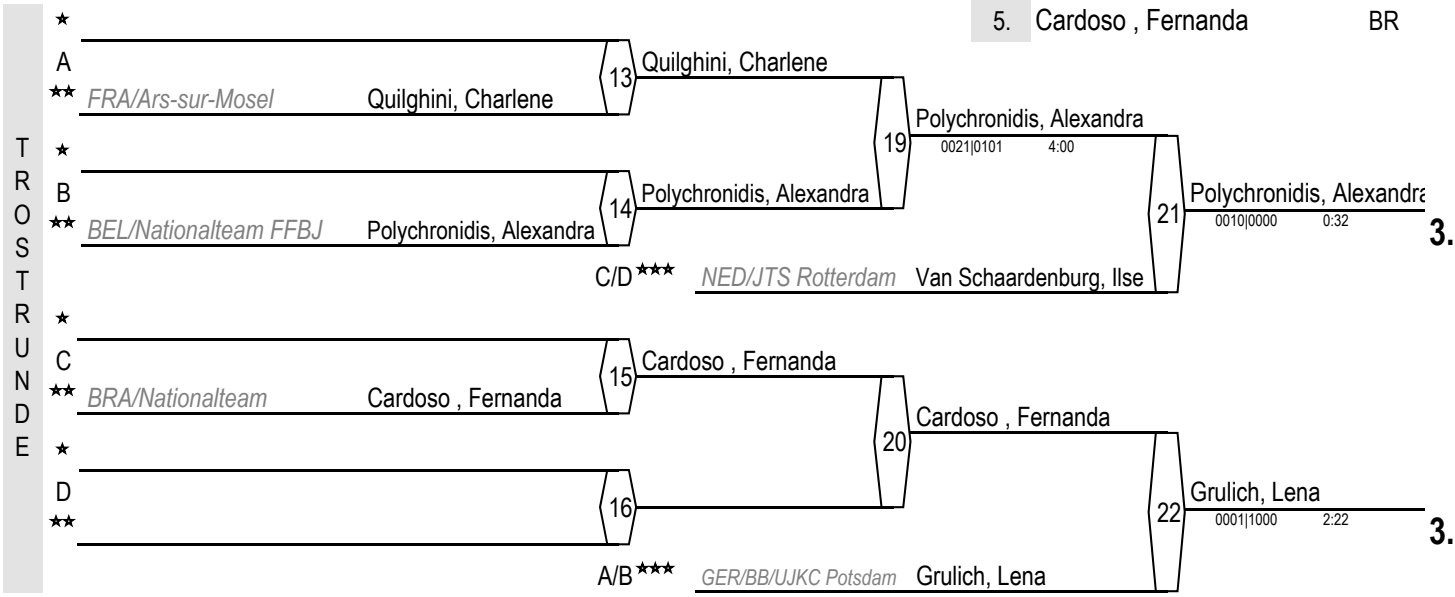 ★
5. Cardoso , Fernanda BR
A
13 Quilghini, Charlene
★★ FRA/Ars-sur-Mosel Quilghini, Charlene
Polychronidis, Alexandra
19 0021|0101 4:00
TROSTRUNDE
★
B
14 Polychronidis, Alexandra
★★ BEL/Nationalteam FFBJ Polychronidis, Alexandra
21 Polychronidis, Alexandra
0010|0000 0:32
3.
C/D ★★★ NED/JTS Rotterdam Van Schaardenburg, Ilse
★
C
15 Cardoso , Fernanda
★★ BRA/Nationalteam Cardoso , Fernanda
Cardoso , Fernanda
20
★
D
16
★★
22 Grulich, Lena
0001|1000 2:22
3.
A/B ★★★ GER/BB/UJKC Potsdam Grulich, Lena